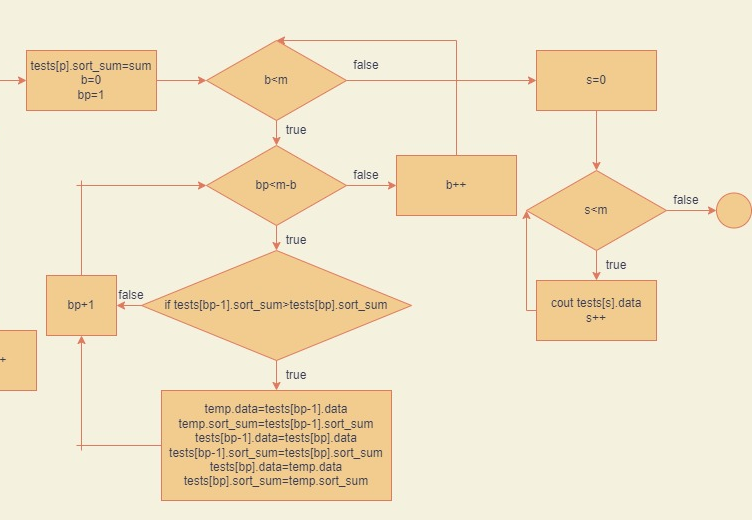 tests[p].sort_sum=sum
b=0
bp=1
b<m
false
s=0
true
bp<m-b
false
b++
s<m
false
true
true
bp+1
false
if tests[bp-1].sort_sum>tests[bp].sort_sum
cout tests[s].data
s++
+
true
temp.data=tests[bp-1].data
temp.sort_sum=tests[bp-1].sort_sum
tests[bp-1].data=tests[bp].data
tests[bp-1].sort_sum=tests[bp].sort_sum
tests[bp].data=temp.data
tests[bp].sort_sum=temp.sort_sum